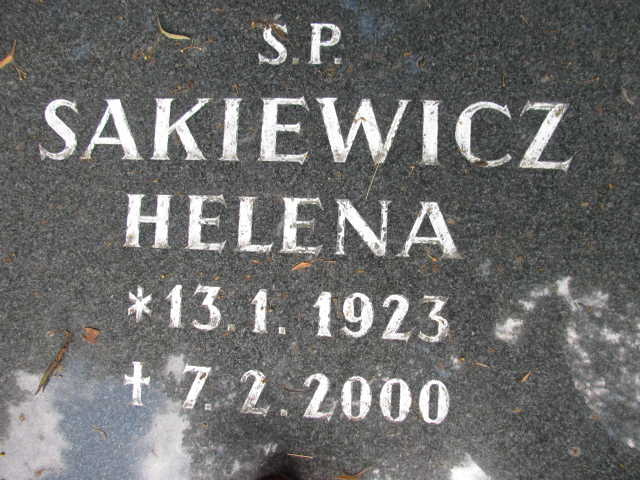 Ś.P.
SAKIEWICZ
HELENA
*13.1.1923
†7.2.2000